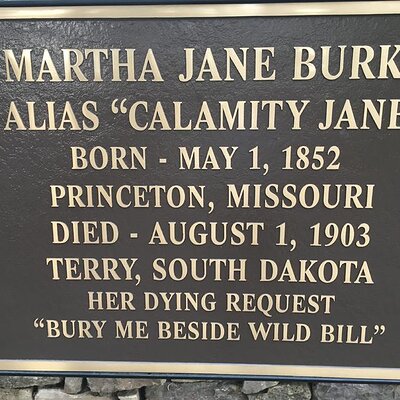 MARTHA JANE BURK
ALIAS “CALAMITY JANE
BORN - MAY 1, 1852
PRINCETON, MISSOURI
DIED - AUGUST 1, 1903
TERRY, SOUTH DAKOTA
HER DYING REQUEST
“BURY ME BESIDE WILD BILL”